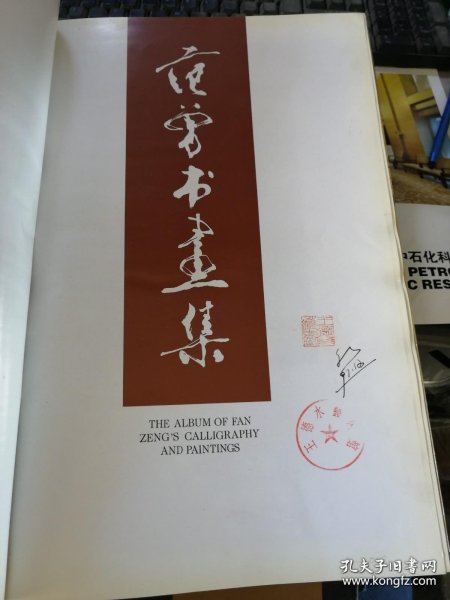 范曾书画集
THE ALBUM OF FAN
ZENG'S CALLIGRAPHY
AND PAINTINGS
石化科
PETRO
C RES
孔夫子旧书网
www.kongfz.com